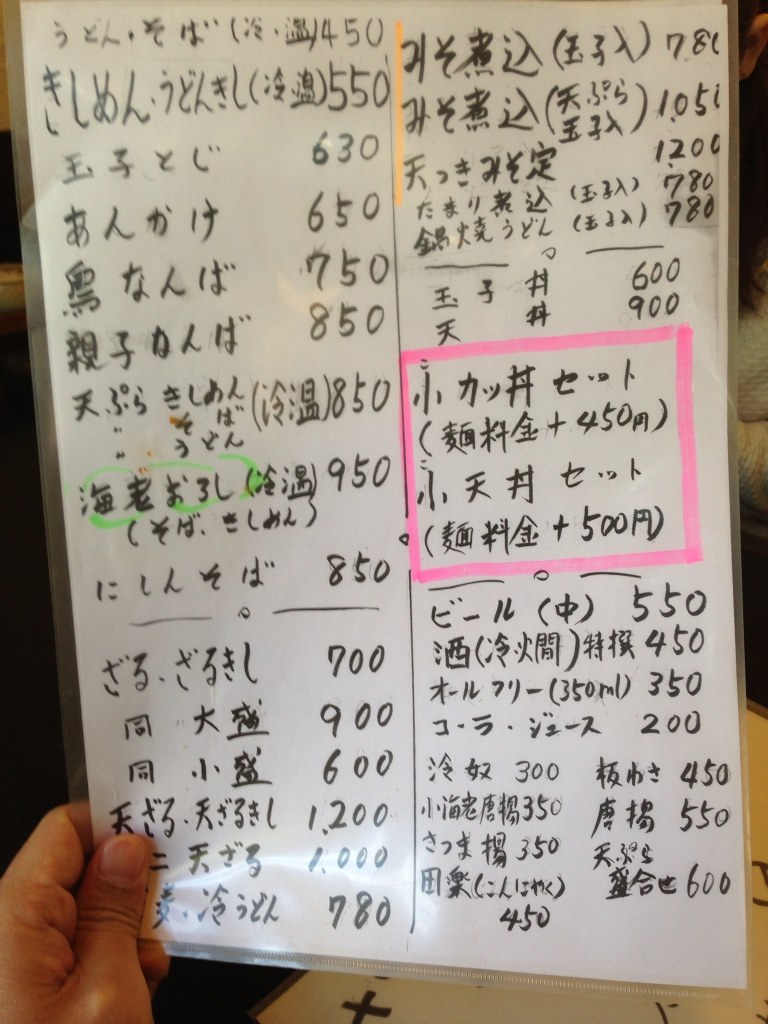 うどん・そば(冷・温)450
きしめん・うどんきし(冷温)550
玉子とじ 630
あんかけ 650
鳥なんば 750
親子なんば 850
天ぷら きしめん(冷温)850
〃 そば
〃 うどん
海老おろし(冷温)950
(そば、きしめん)
にしんそば 850
ざる、ざるきし 700
同 大盛 900
同 小盛 600
天ざる・天ざるきし 1,200
ミニ天ざる 1,000
麦・冷うどん 780
みそ煮込(玉子入)780
みそ煮込(天ぷら 玉子入)1,050
天つきみそ定 1,200
たまり煮込(玉子入)780
鍋焼うどん(玉子入)780
玉子丼 600
天丼 900
小カツ丼セット
(麺料金+450円)
小天丼セット
(麺料金+500円)
ビール(中)550
酒(冷燗)特撰 450
オールフリー(350ml)350
コーラ・ジュース 200
冷奴 300
小海老唐揚 350
さつま揚 350
田楽(こんにゃく)
450
板わさ 450
唐揚 550
天ぷら
盛合せ 600